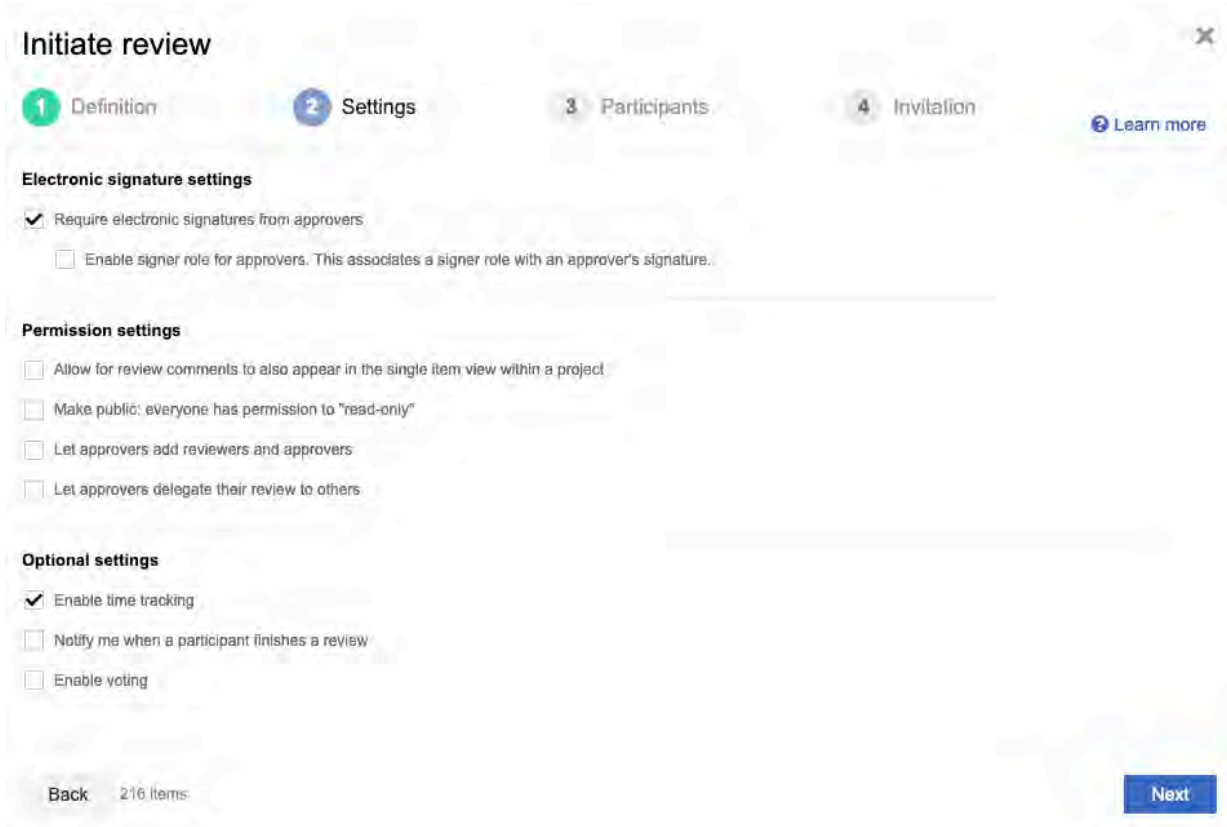 Initiate review
1 Definition 2 Settings 3 Participants 4 Invitation
Learn more
Electronic signature settings
Require electronic signatures from approvers
Enable signer role for approvers. This associates a signer role with an approver's signature.
Permission settings
Allow for review comments to also appear in the single item view within a project
Make public: everyone has permission to "read-only"
Let approvers add reviewers and approvers
Let approvers delegate their review to others
Optional settings
Enable time tracking
Notify me when a participant finishes a review
Enable voting
Back 216 items Next